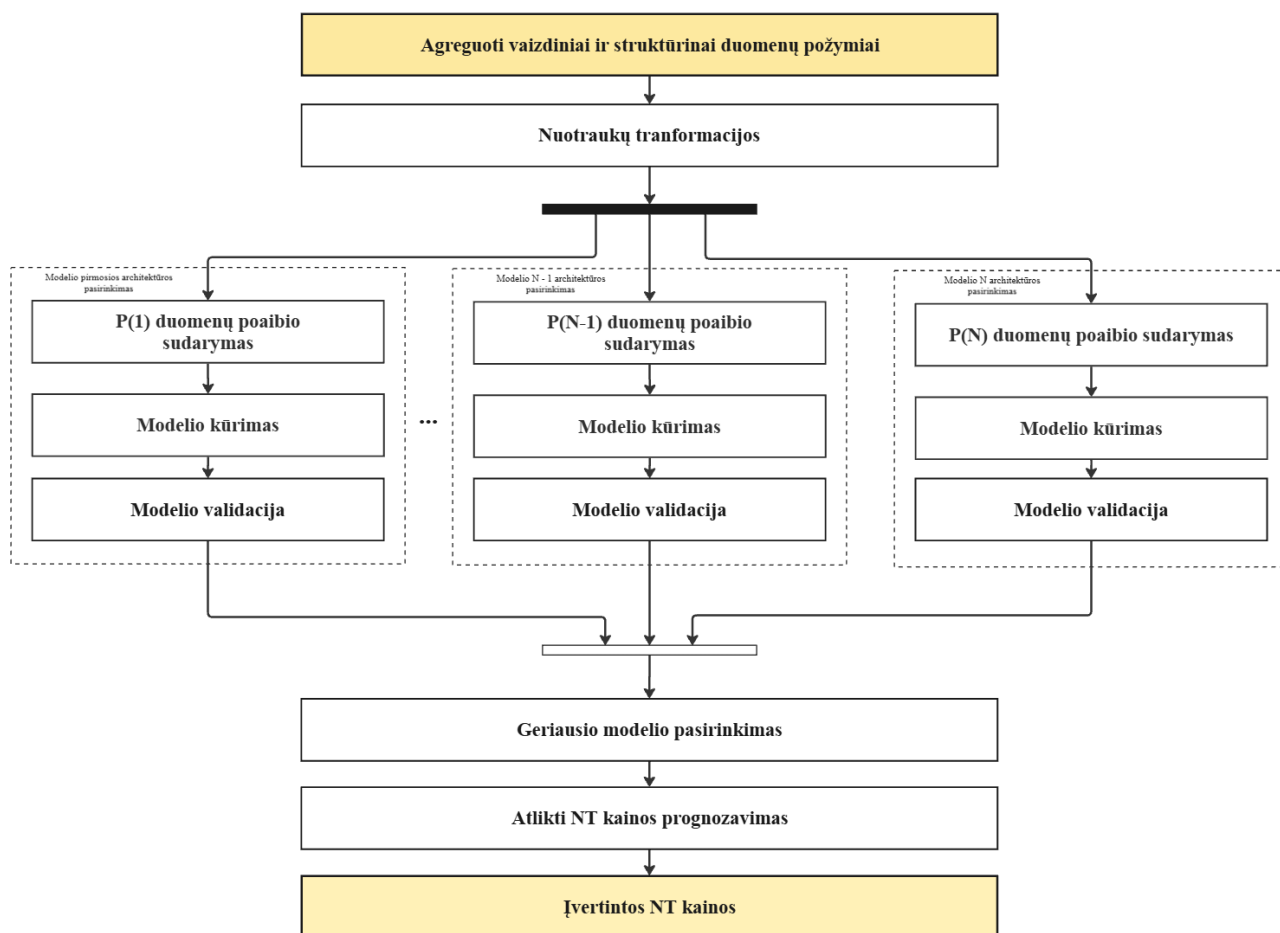 Agreguoti vaizdiniai ir struktūrinai duomenų požymiai
Nuotraukų tranformacijos
Modelio pirmosios architektūros
pasirinkimas
P(1) duomenų poaibio
sudarymas
Modelio kūrimas
Modelio validacija
...
Modelio N - 1 architektūros
pasirinkimas
P(N-1) duomenų poaibio
sudarymas
Modelio kūrimas
Modelio validacija
Modelio N architektūros
pasirinkimas
P(N) duomenų poaibio sudarymas
Modelio kūrimas
Modelio validacija
Geriausio modelio pasirinkimas
Atlikti NT kainos prognozavimas
Įvertintos NT kainos